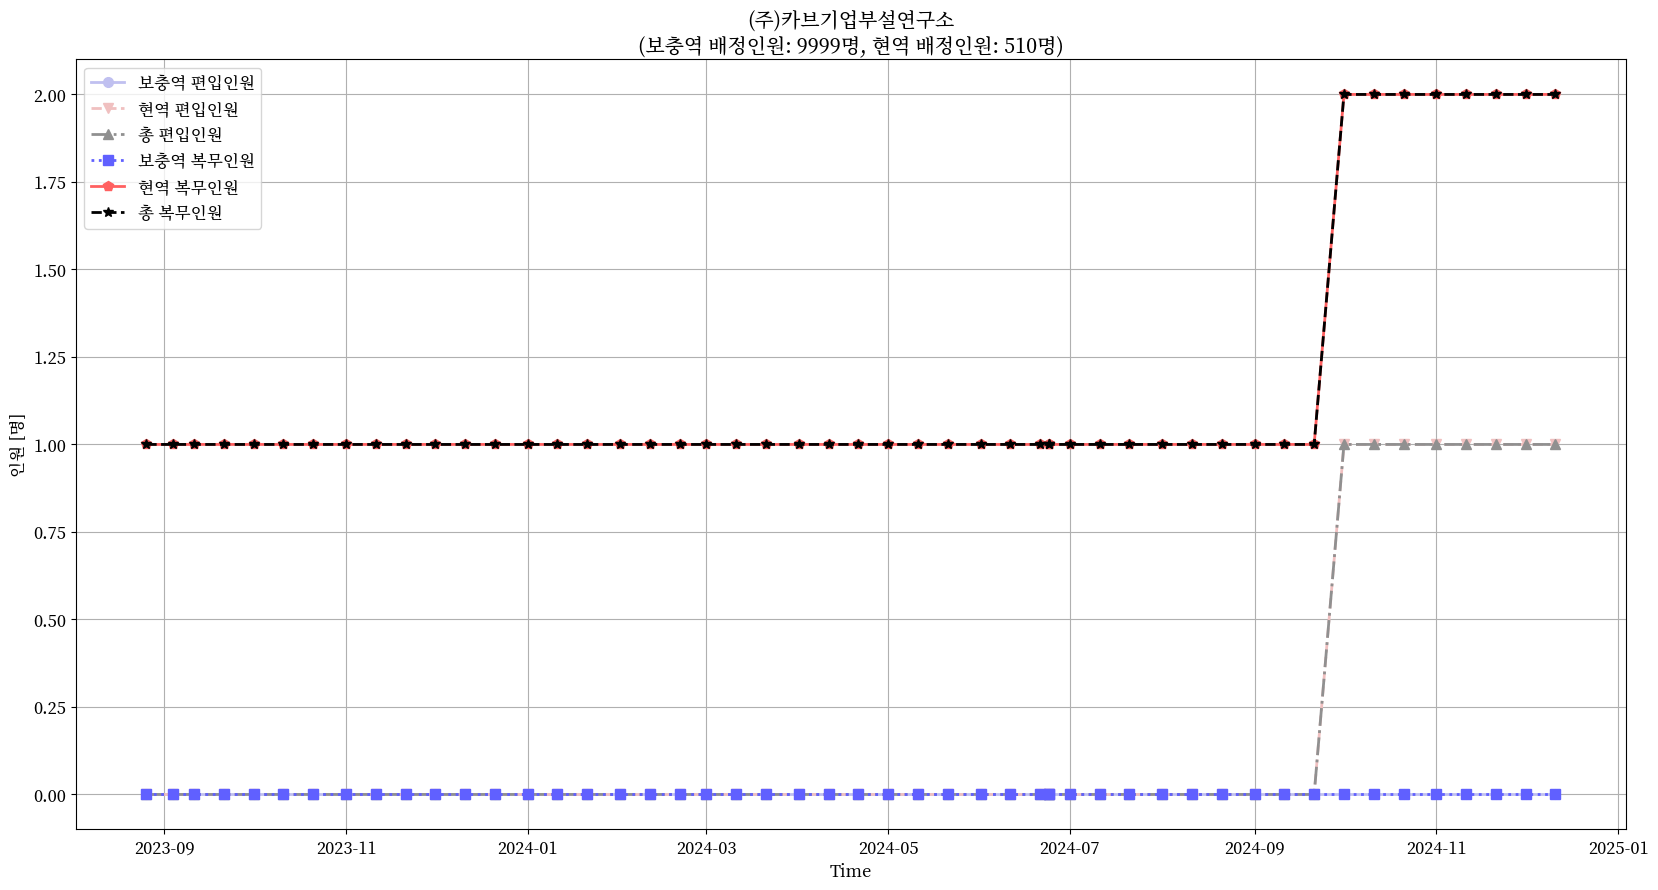 (주)카브기업부설연구소
(보충역 배정인원: 9999명, 현역 배정인원: 510명)
보충역 편입인원
현역 편입인원
총 편입인원
보충역 복무인원
현역 복무인원
총 복무인원
인원 [명]
2.00
1.75
1.50
1.25
1.00
0.75
0.50
0.25
0.00
2023-09 2023-11 2024-01 2024-03 2024-05 2024-07 2024-09 2024-11 2025-01
Time